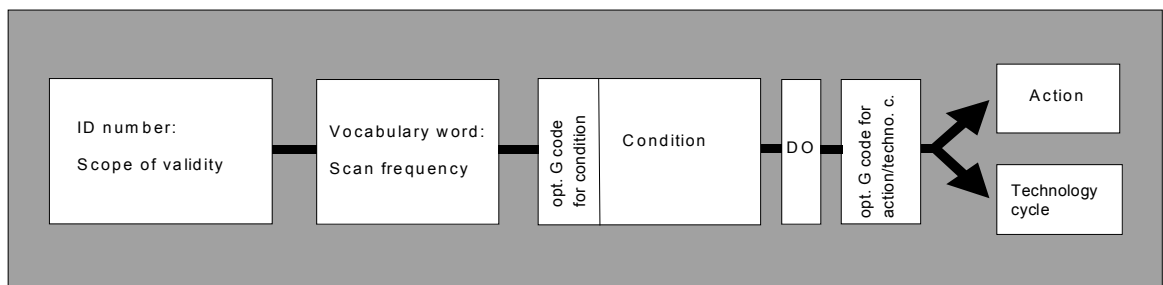 ID number:
Scope of validity
Vocabulary word:
Scan frequency
opt. G code
for condition
Condition
DO
opt. G code for
action/techno. c.
Action
Technology
cycle